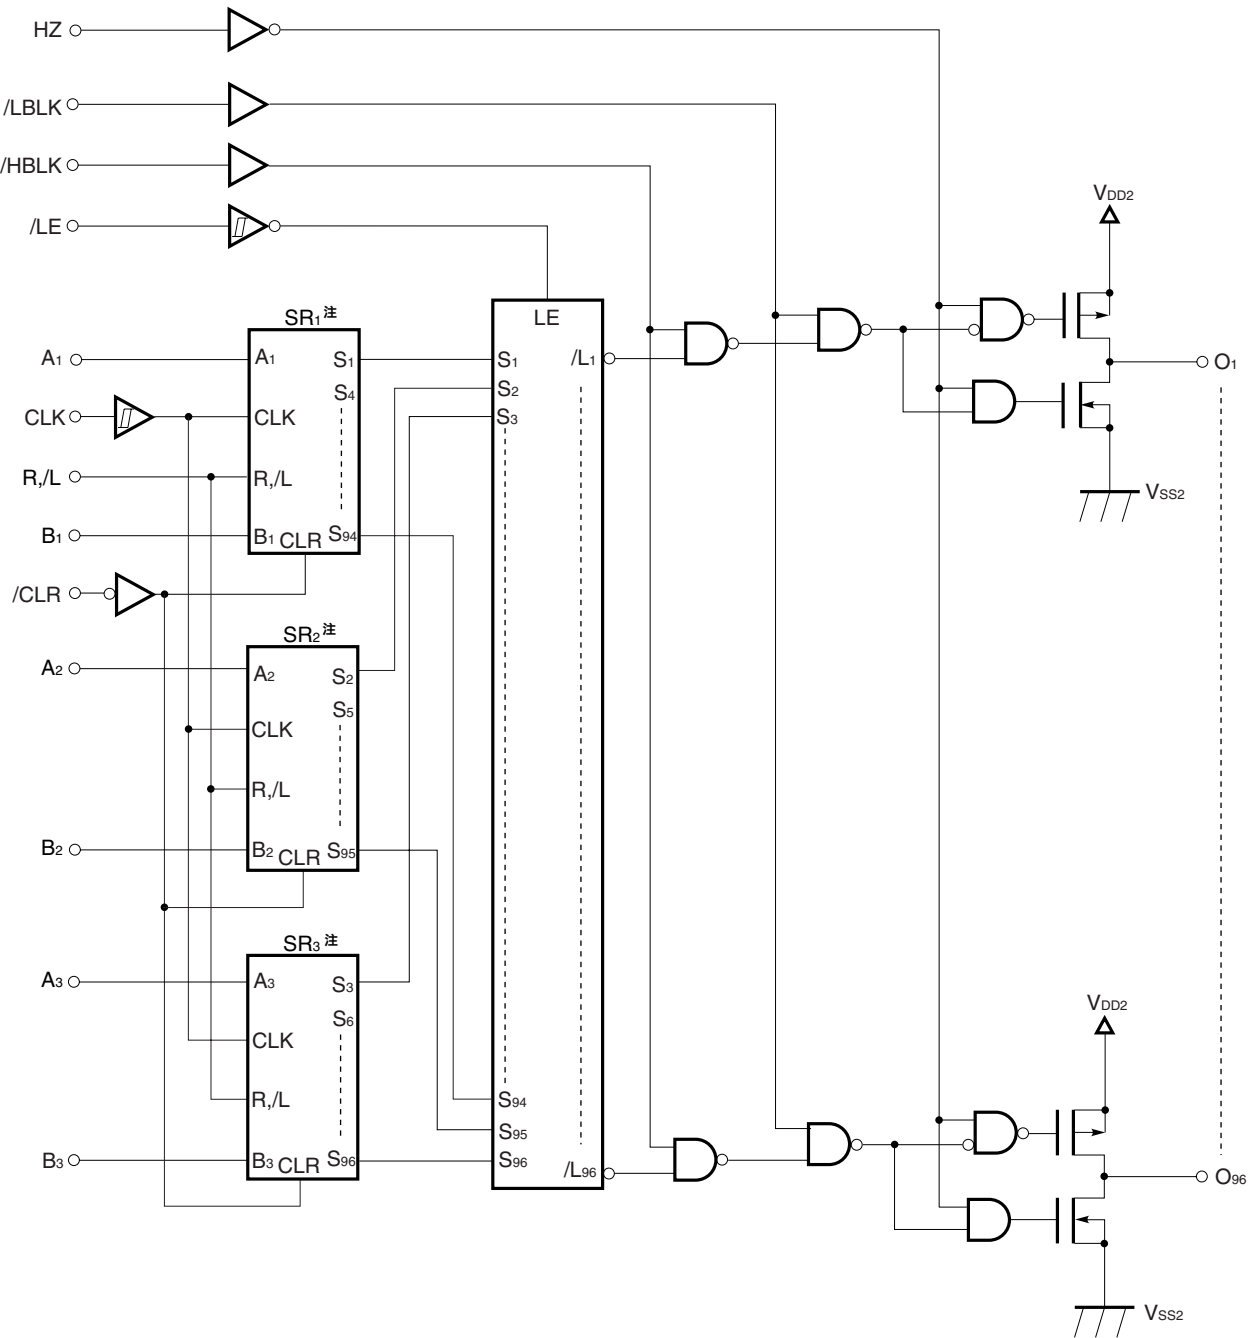 HZ
/LBLK
/HBLK
/LE
VDD2
LE
SR1注
A1
A1
S1
S1
/L1
O1
S4
S2
CLK
CLK
S3
R,/L
R,/L
VSS2
B1
B1
CLR
S94
/CLR
SR2注
A2
A2
S2
S5
CLK
R,/L
B2
B2
CLR
S95
SR3注
A3
A3
S3
S6
VDD2
CLK
R,/L
S94
S95
B3
B3
CLR
S96
S96
/L96
O96
VSS2